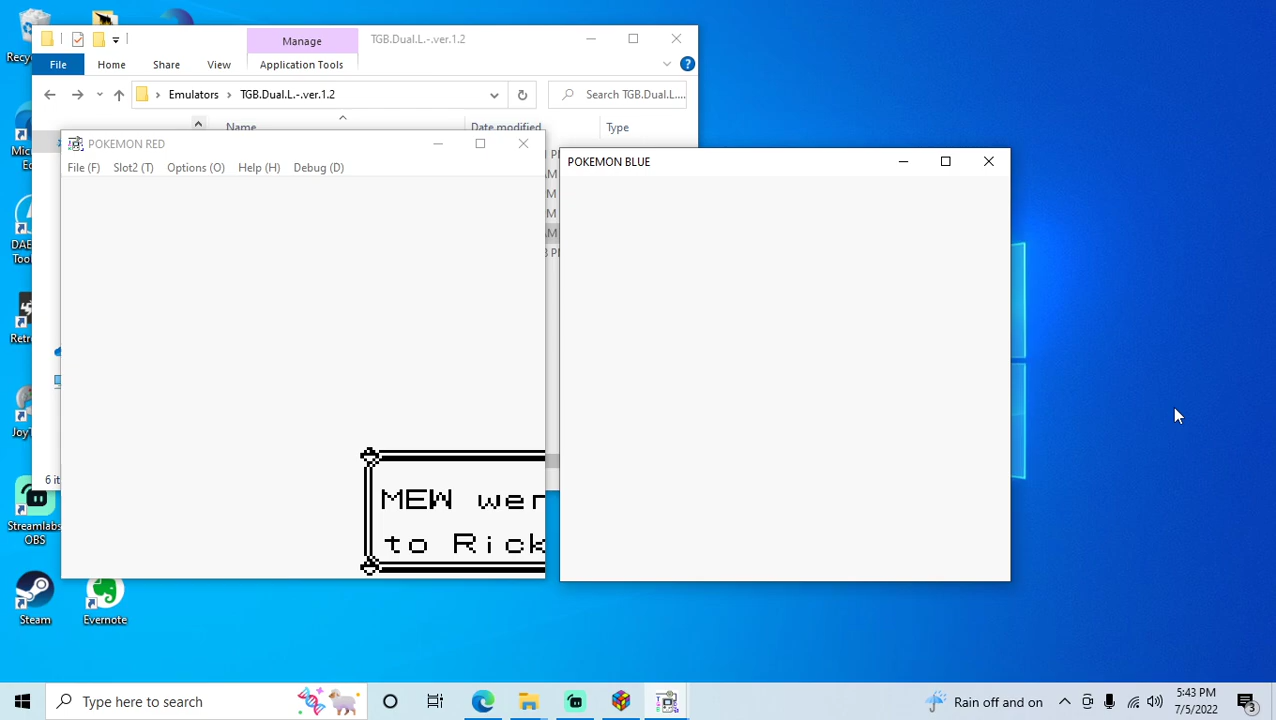 Manage
TGB.Dual.L.-.ver.1.2
File
Home
Share
View
Application Tools
Emulators
TGB.Dual.L.-.ver.1.2
Search TGB.Dual.L....
Name
Date modified
Type
POKEMON RED
File (F)
Slot2 (T)
Options (O)
Help (H)
Debug (D)
POKEMON BLUE
MEW wer
to Rick
Streamlabs
OBS
Steam
Evernote
Type here to search
Rain off and on
5:43 PM
7/5/2022
3